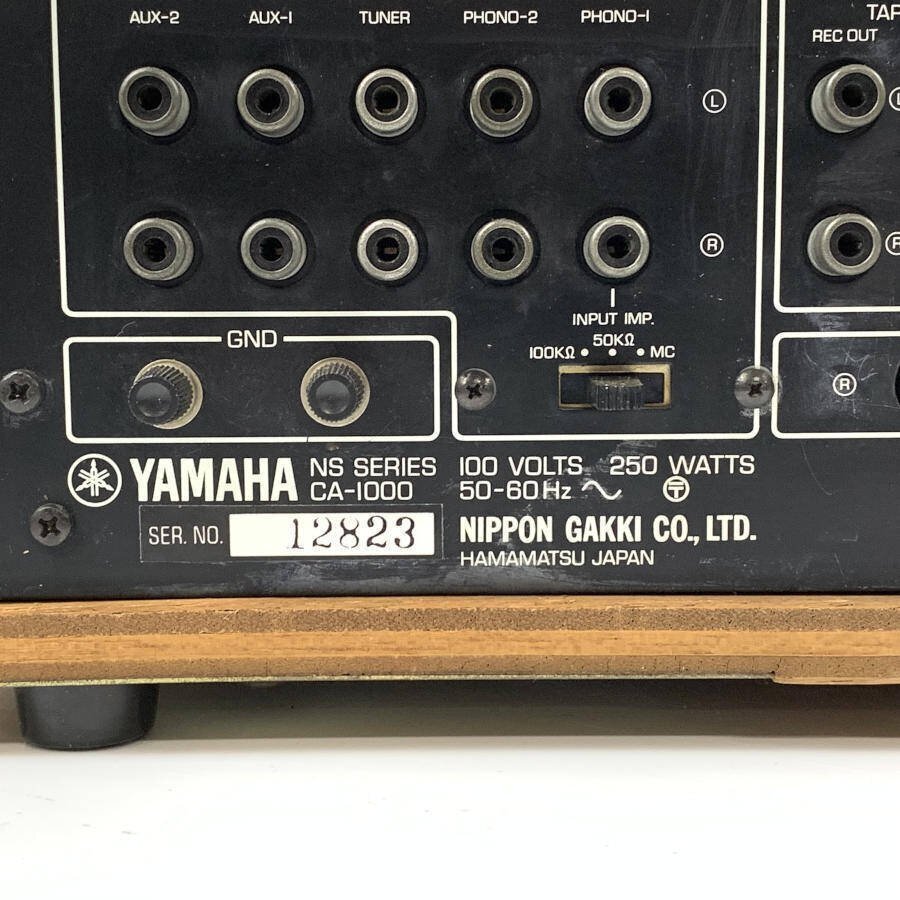 AUX-2 AUX-1 TUNER PHONO-2 PHONO-1
REC OUT
L
R
INPUT IMP.
50KΩ
100KΩ MC
GND
R
YAMAHA NS SERIES
CA-1000
100 VOLTS 250 WATTS
50-60Hz
SER. NO. 12823
NIPPON GAKKI CO., LTD.
HAMAMATSU JAPAN